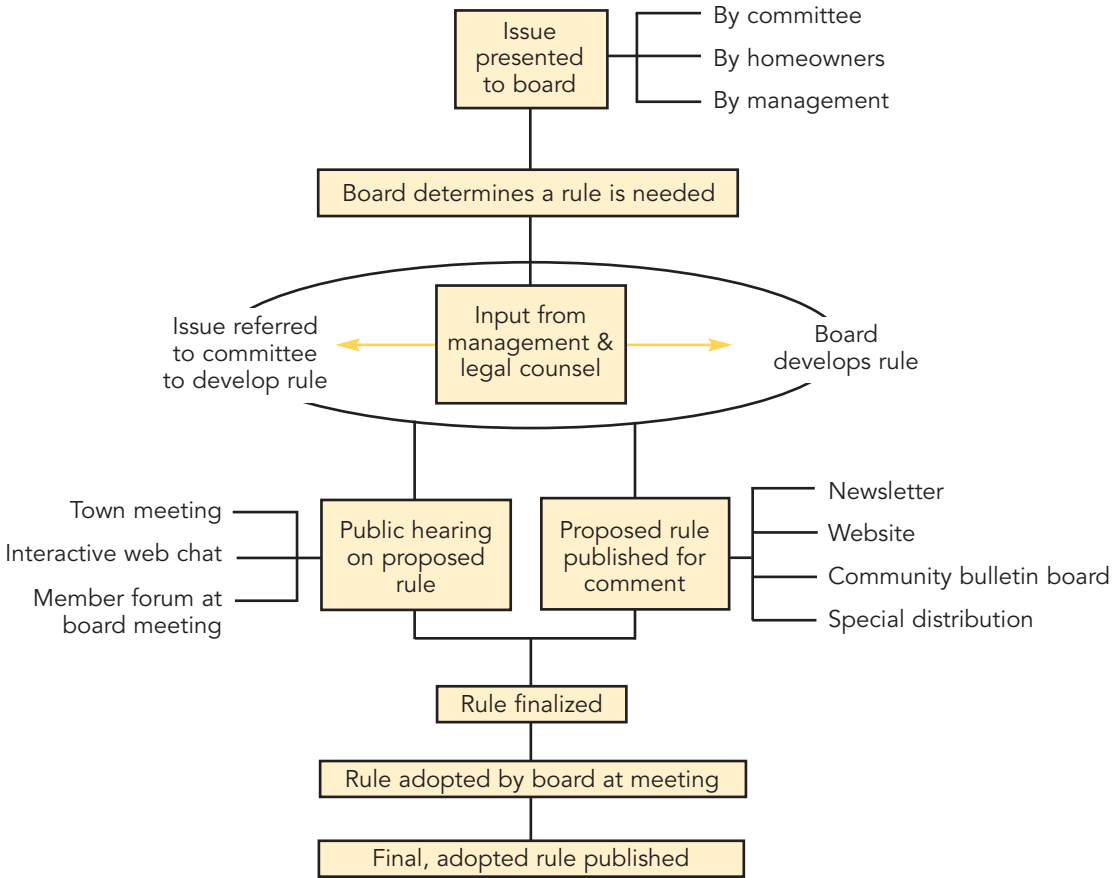 Issue
presented
to board
By committee
By homeowners
By management
Board determines a rule is needed
Issue referred
to committee
to develop rule
Input from
management &
legal counsel
Board
develops rule
Town meeting
Interactive web chat
Member forum at
board meeting
Public hearing
on proposed
rule
Proposed rule
published for
comment
Newsletter
Website
Community bulletin board
Special distribution
Rule finalized
Rule adopted by board at meeting
Final, adopted rule published